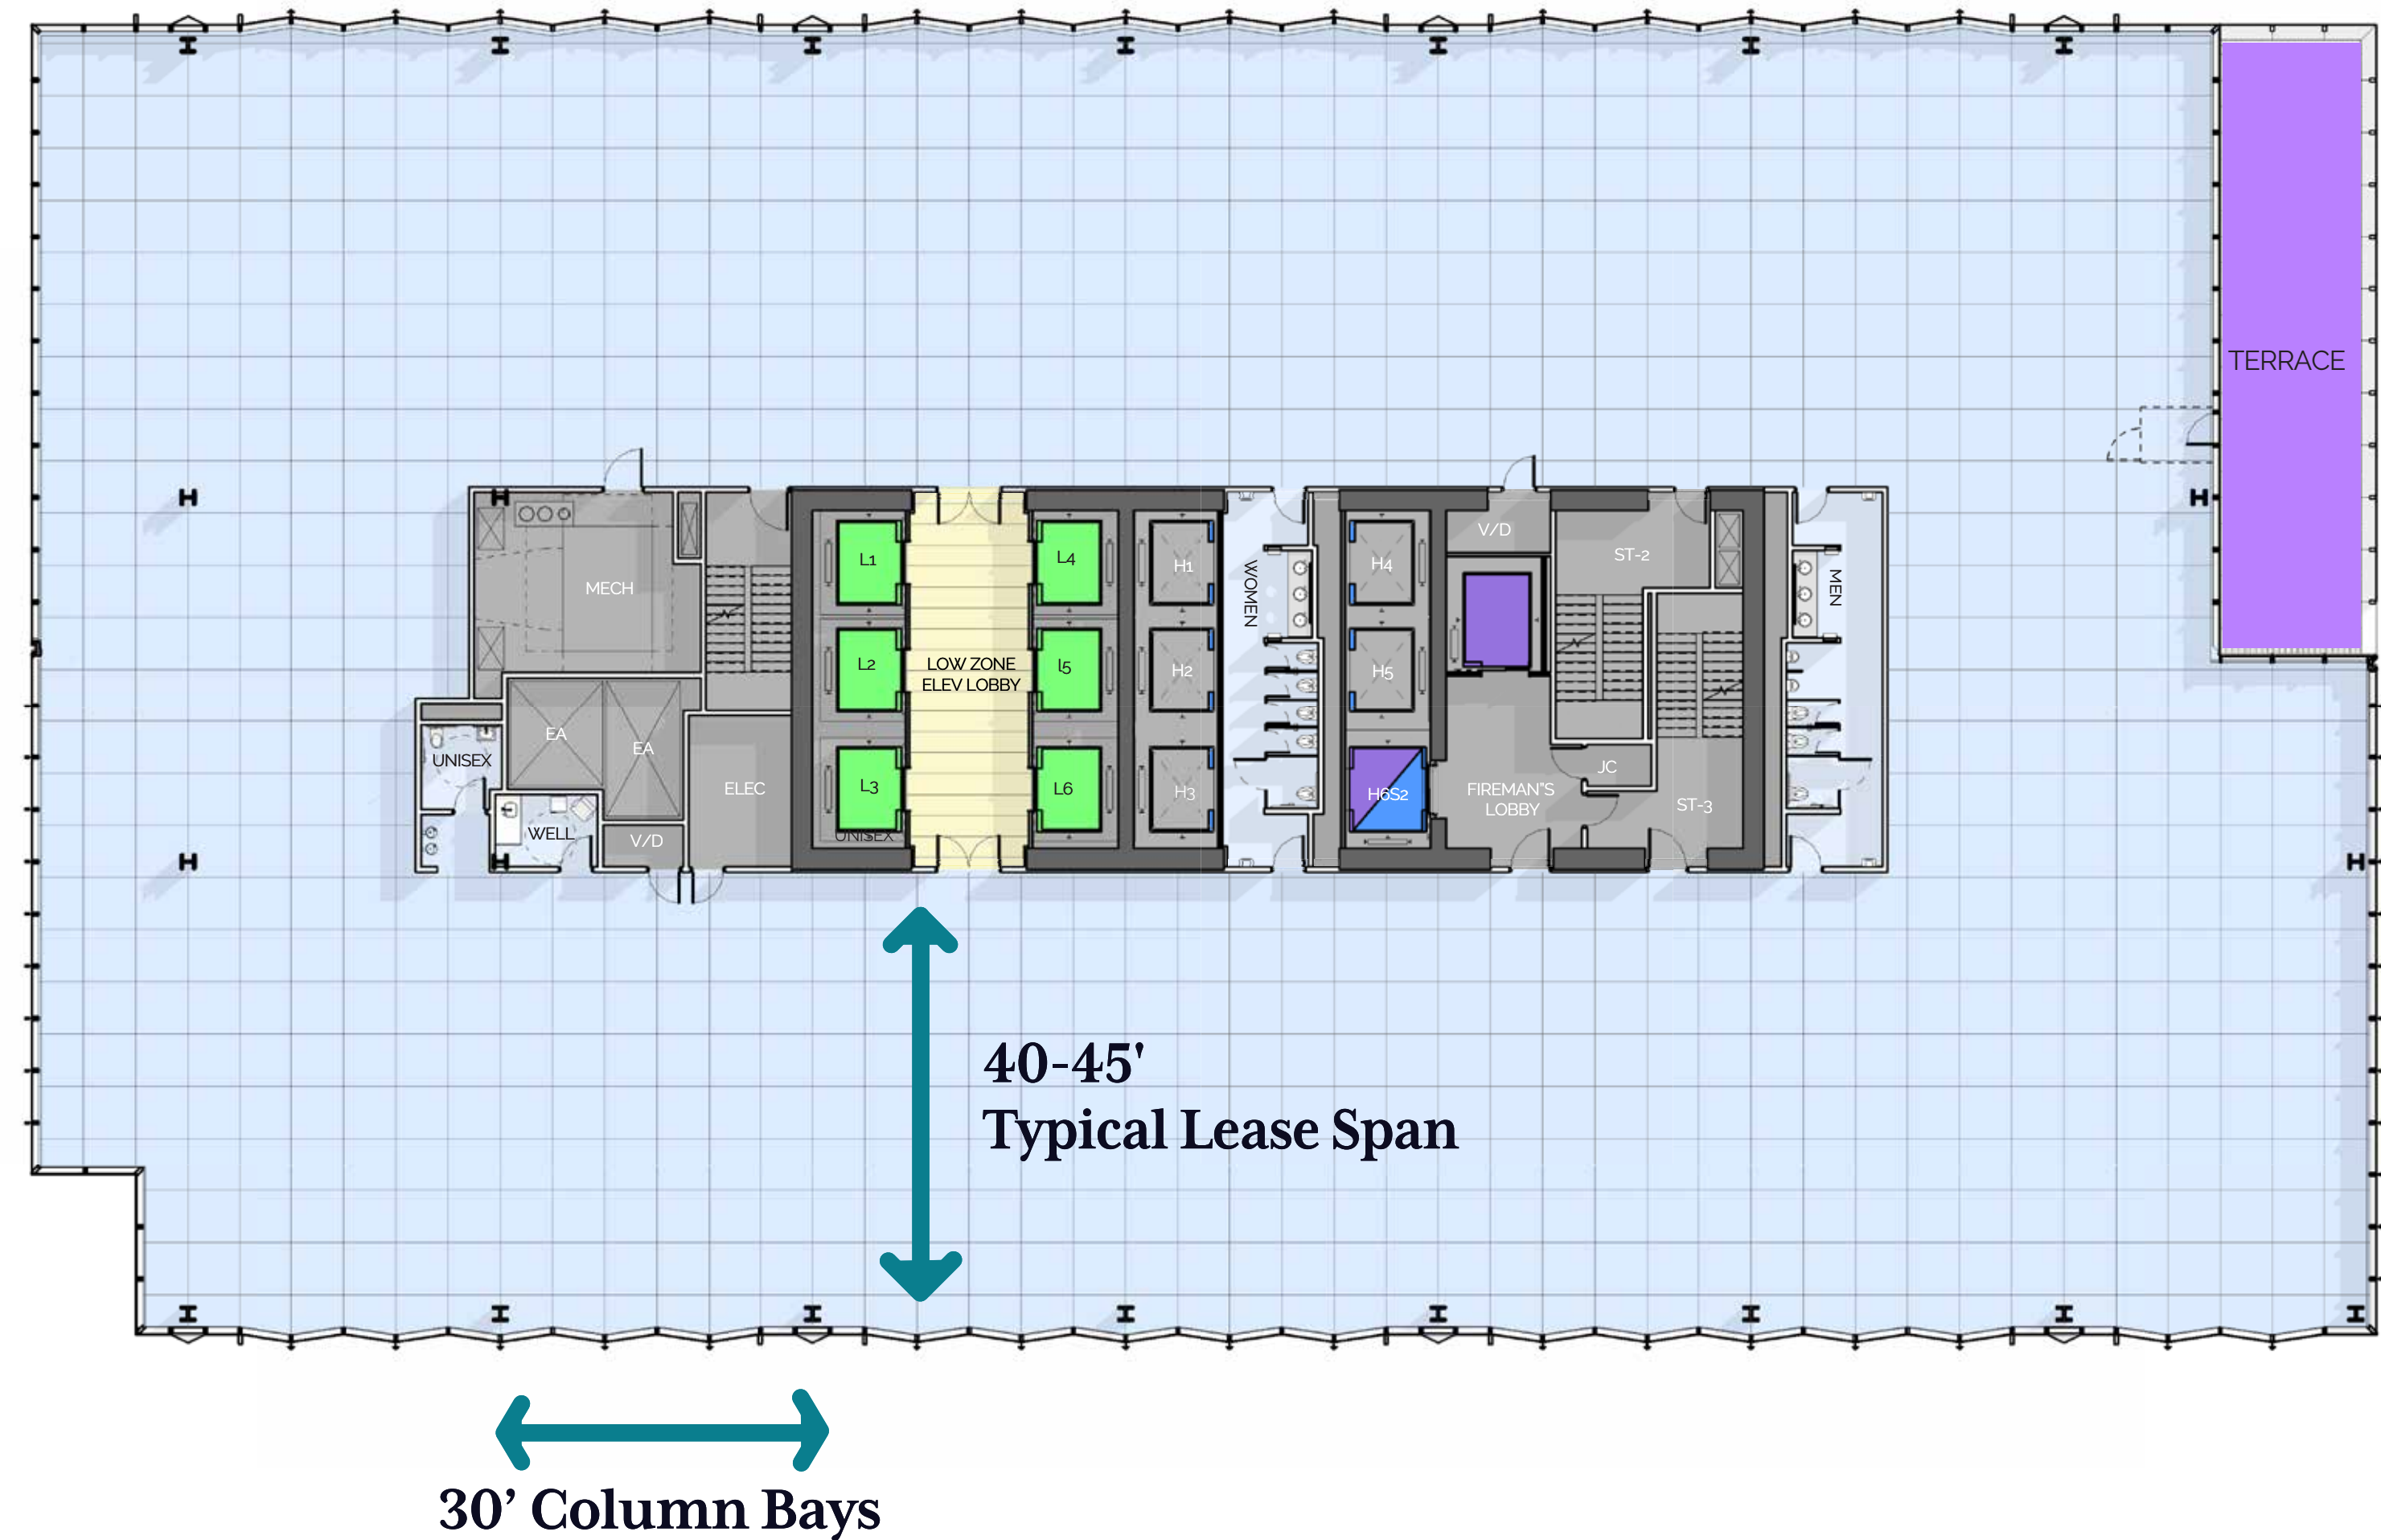 TERRACE
L1
L4
H1
H4
V/D
ST-2
MECH
WOMEN
MEN
L2
LOW ZONE
ELEV LOBBY
l5
H2
H5
EA
EA
UNISEX
ELEC
L3
L6
H3
H6S2
FIREMAN"S
LOBBY
JC
ST-3
WELL
V/D
UNISEX
40-45'
Typical Lease Span
30’ Column Bays